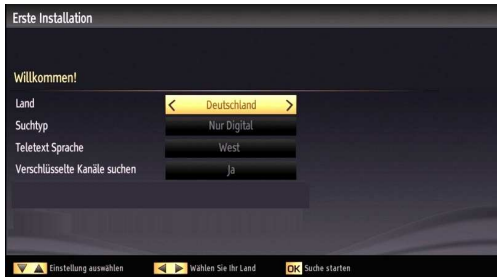 Erste Installation
Willkommen!
Land
Deutschland
Suchtyp
Nur Digital
Teletext Sprache
West
Verschlüsselte Kanäle suchen
Ja
Einstellung auswählen
Wählen Sie Ihr Land
OK Suche starten